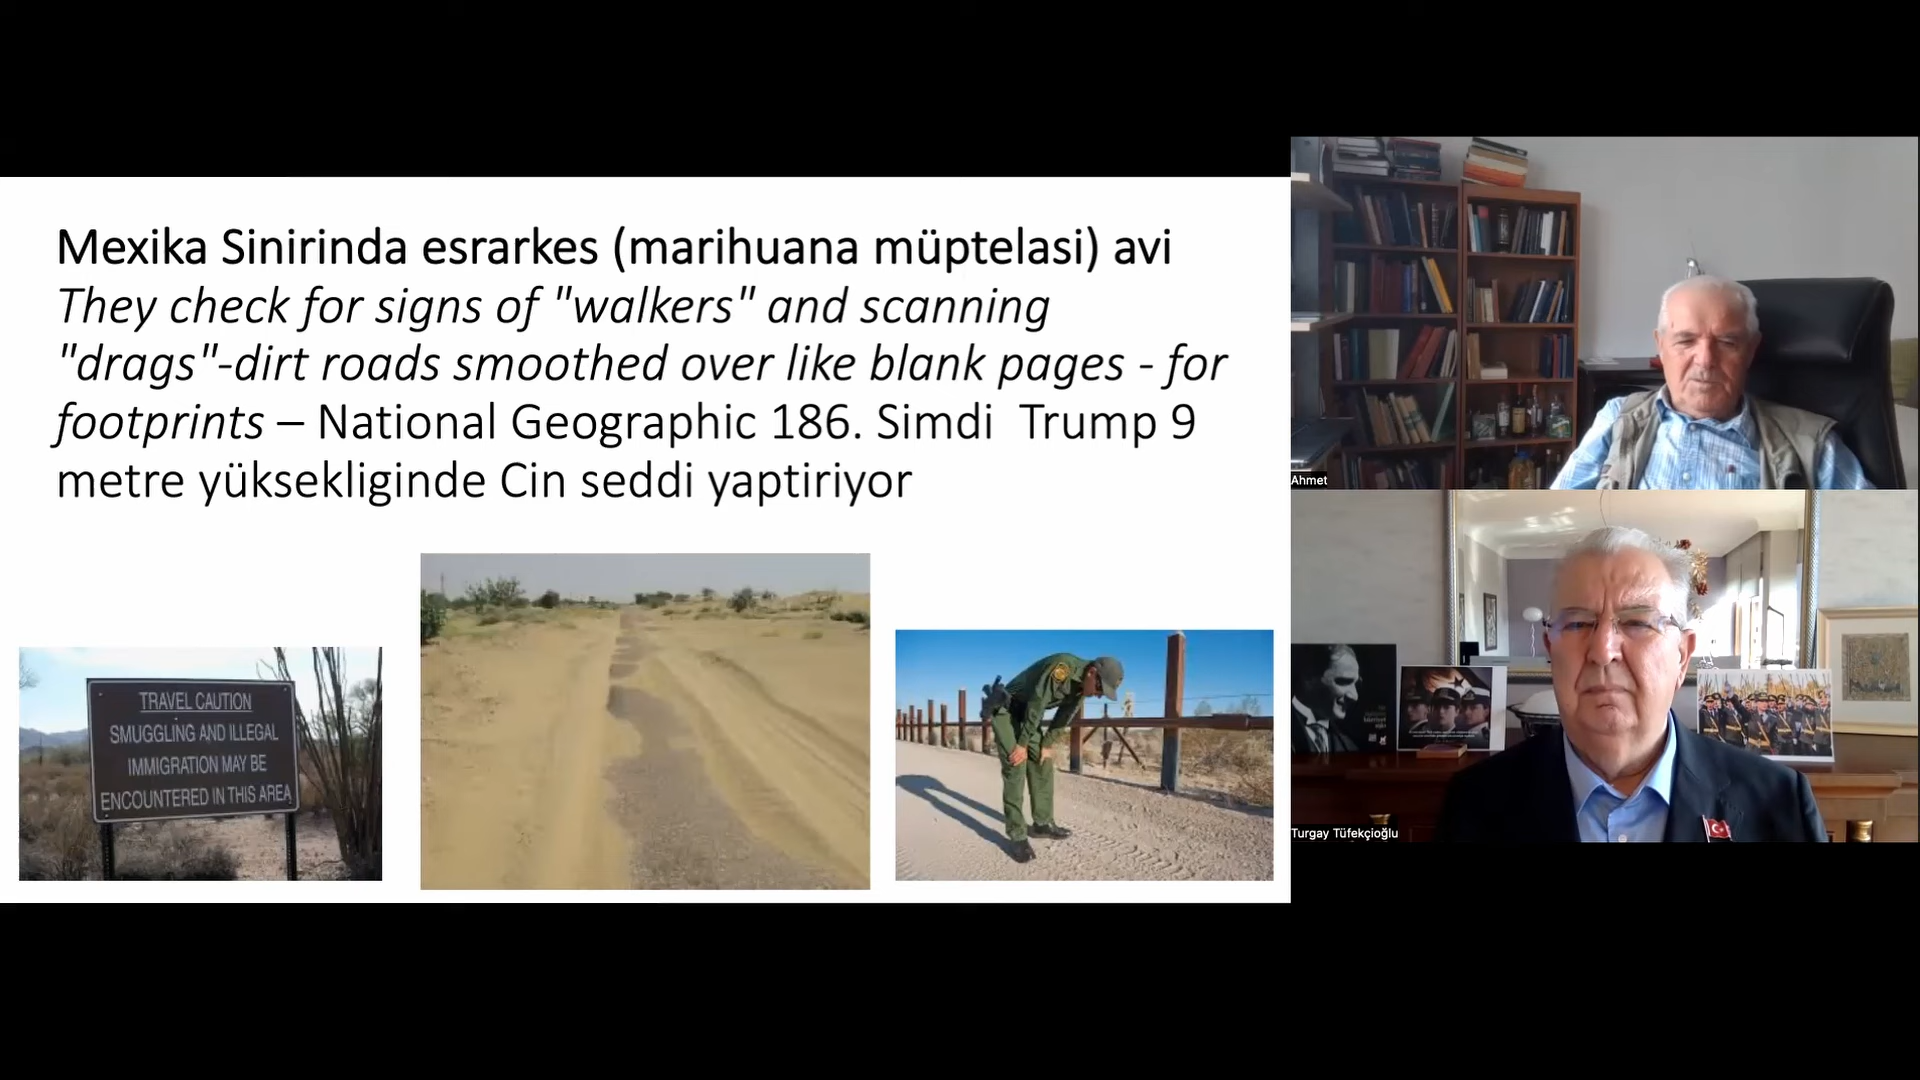 Mexika Sinirinda esrarkes (marihuana müptelasi) avi
They check for signs of "walkers" and scanning
"drags"-dirt roads smoothed over like blank pages - for
footprints – National Geographic 186. Simdi Trump 9
metre yüksekliginde Cin seddi yaptiriyor
TRAVEL CAUTION
SMUGGLING AND ILLEGAL
IMMIGRATION MAY BE
ENCOUNTERED IN THIS AREA
Ahmet
Turgay Tüfekçioğlu